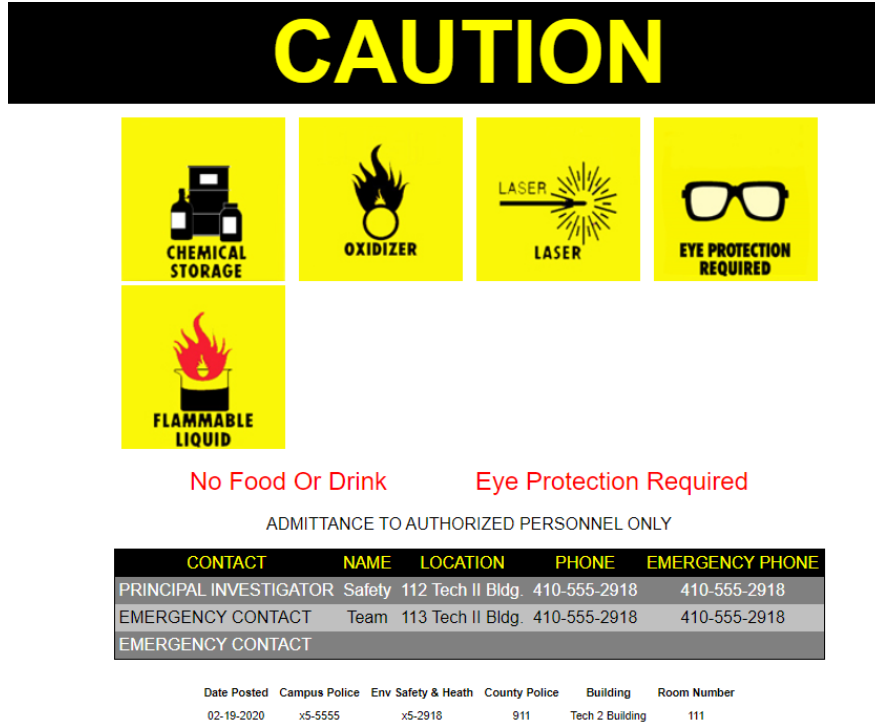 CAUTION
CHEMICAL
STORAGE
OXIDIZER
LASER
LASER
EYE PROTECTION
REQUIRED
FLAMMABLE
LIQUID
No Food Or Drink Eye Protection Required
ADMITTANCE TO AUTHORIZED PERSONNEL ONLY
CONTACT NAME LOCATION PHONE EMERGENCY PHONE
PRINCIPAL INVESTIGATOR Safety 112 Tech II Bldg. 410-555-2918 410-555-2918
EMERGENCY CONTACT Team 113 Tech II Bldg. 410-555-2918 410-555-2918
EMERGENCY CONTACT
Date Posted Campus Police Env Safety & Heath County Police Building Room Number
02-19-2020 x5-5555 x5-2918 911 Tech 2 Building 111